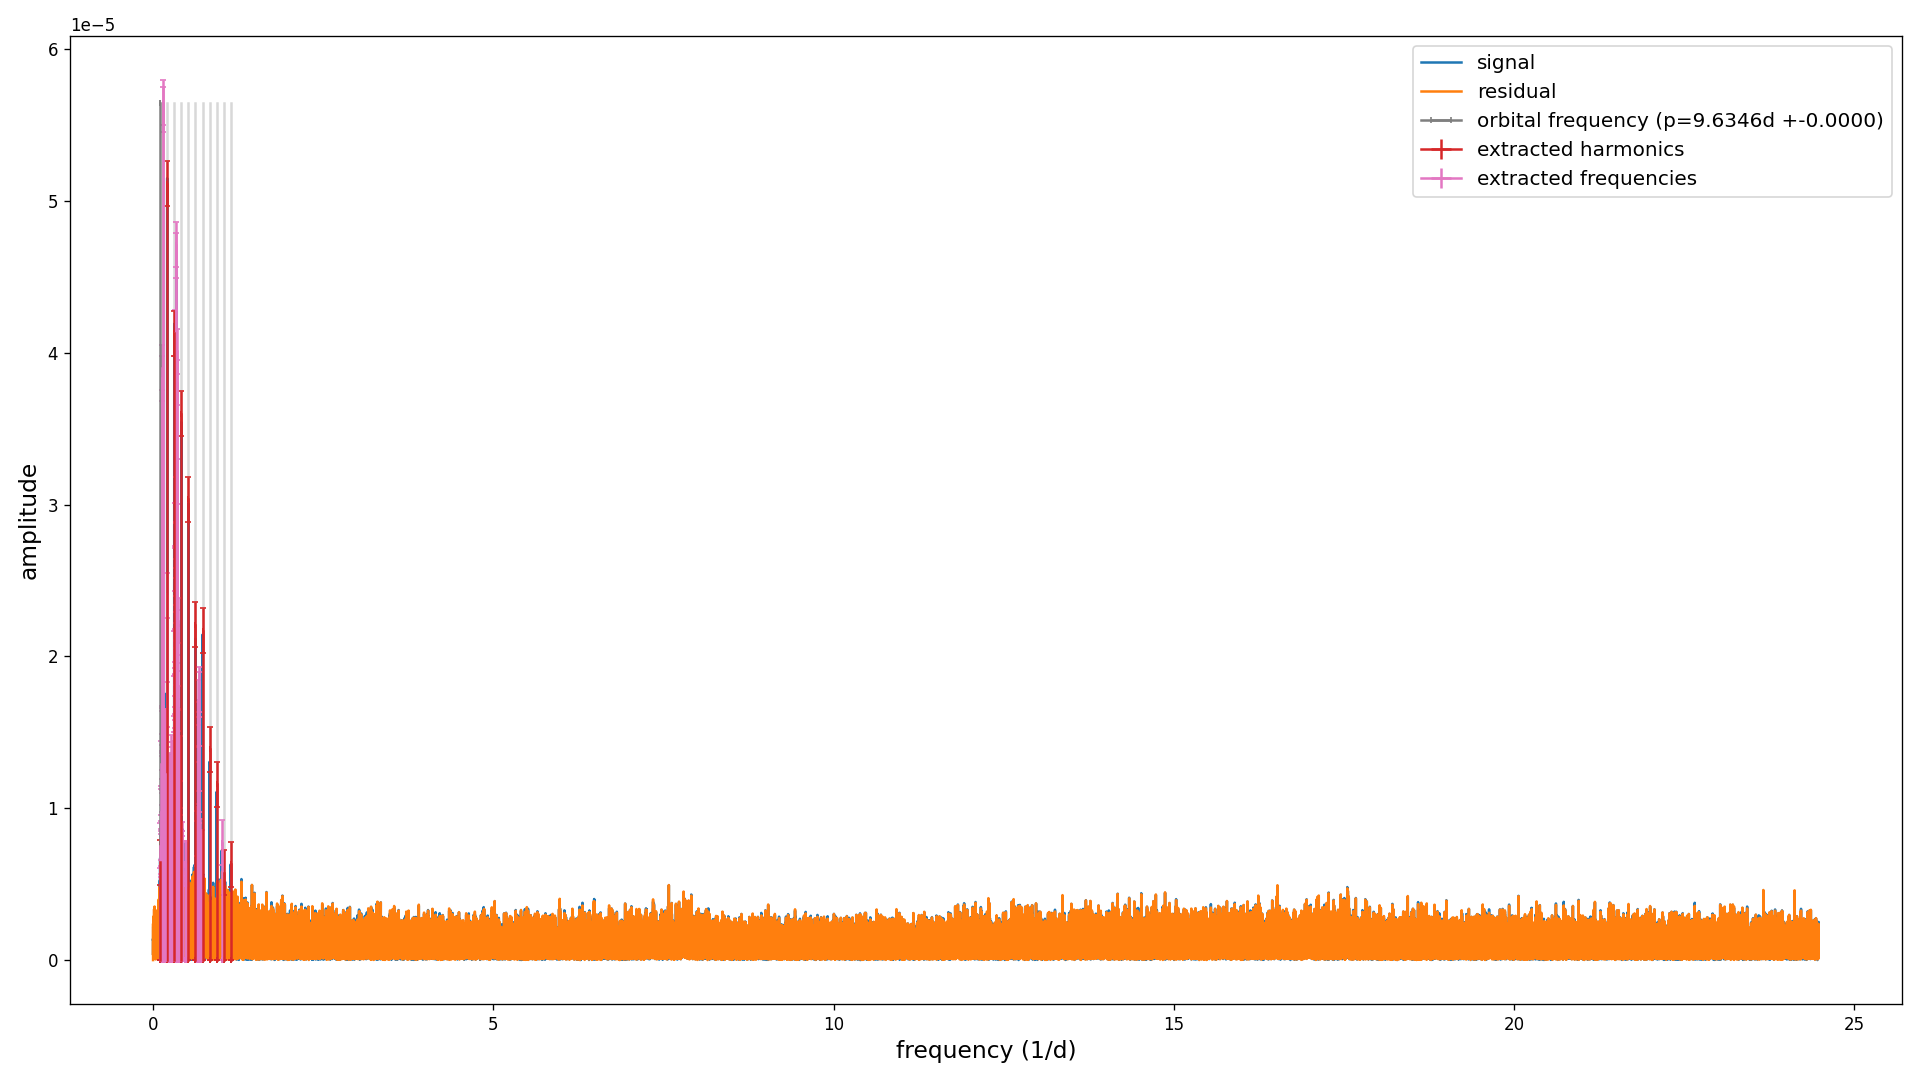 1e−5
6
5
4
3
2
1
0
amplitude
signal
residual
orbital frequency (p=9.6346d +-0.0000)
extracted harmonics
extracted frequencies
0 5 10 15 20 25
frequency (1/d)